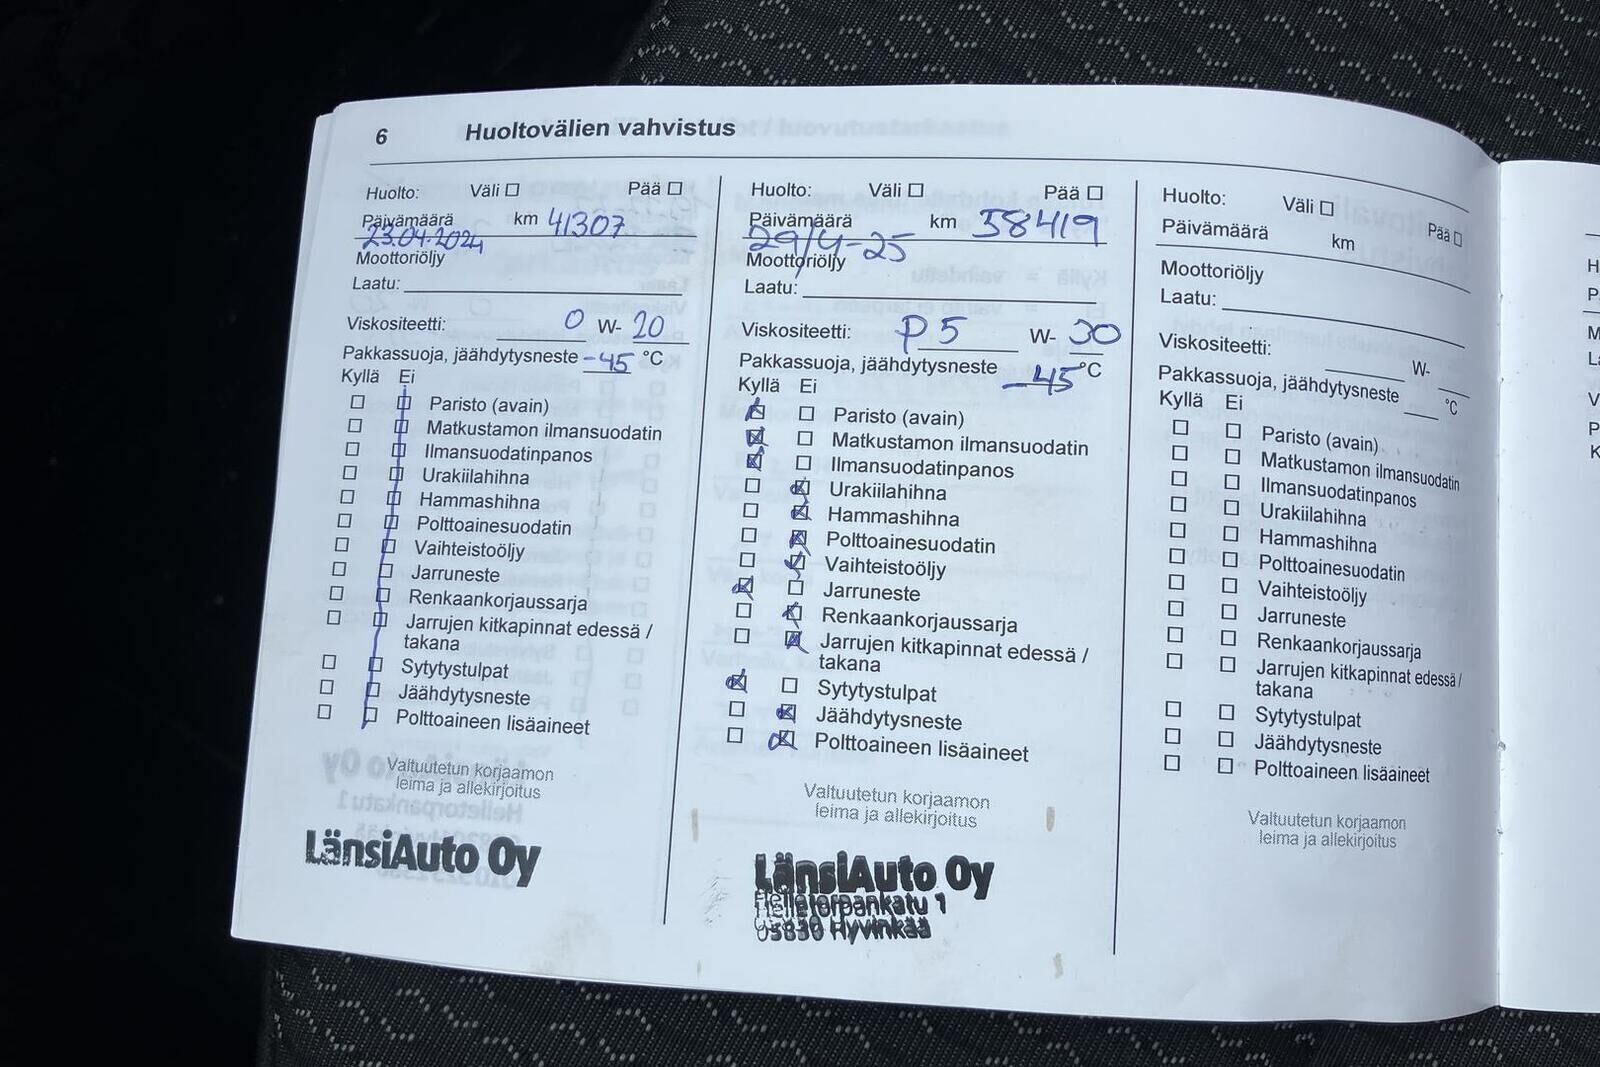 6 Huoltovälien vahvistus
Huolto: Väli Pää
Päivämäärä km 41307
23.04.2024
Moottoriöljy
Laatu:
Viskositeetti: 0 W- 20
Pakkassuoja, jäähdytysneste -45 °C
Kyllä Ei
Paristo (avain)
Matkustamon ilmansuodatin
Ilmansuodatinpanos
Urakiilahihna
Hammashihna
Polttoainesuodatin
Vaihteistoöljy
Jarruneste
Renkaankorjaussarja
Jarrujen kitkapinnat edessä /
takana
Sytytystulpat
Jäähdytysneste
Polttoaineen lisäaineet
Valtuutetun korjaamon
leima ja allekirjoitus
LänsiAuto Oy
Huolto: Väli Pää
Päivämäärä km 58419
29/4-25
Moottoriöljy
Laatu:
Viskositeetti: P 5 W- 30
Pakkassuoja, jäähdytysneste -45 °C
Kyllä Ei
Paristo (avain)
Matkustamon ilmansuodatin
Ilmansuodatinpanos
Urakiilahihna
Hammashihna
Polttoainesuodatin
Vaihteistoöljy
Jarruneste
Renkaankorjaussarja
Jarrujen kitkapinnat edessä /
takana
Sytytystulpat
Jäähdytysneste
Polttoaineen lisäaineet
Valtuutetun korjaamon
leima ja allekirjoitus
LänsiAuto Oy
Helletorpankatu 1
05830 Hyvinkää
Huolto: Väli Pää
Päivämäärä km
Moottoriöljy
Laatu:
Viskositeetti: W-
Pakkassuoja, jäähdytysneste °C
Kyllä Ei
Paristo (avain)
Matkustamon ilmansuodatin
Ilmansuodatinpanos
Urakiilahihna
Hammashihna
Polttoainesuodatin
Vaihteistoöljy
Jarruneste
Renkaankorjaussarja
Jarrujen kitkapinnat edessä /
takana
Sytytystulpat
Jäähdytysneste
Polttoaineen lisäaineet
Valtuutetun korjaamon
leima ja allekirjoitus